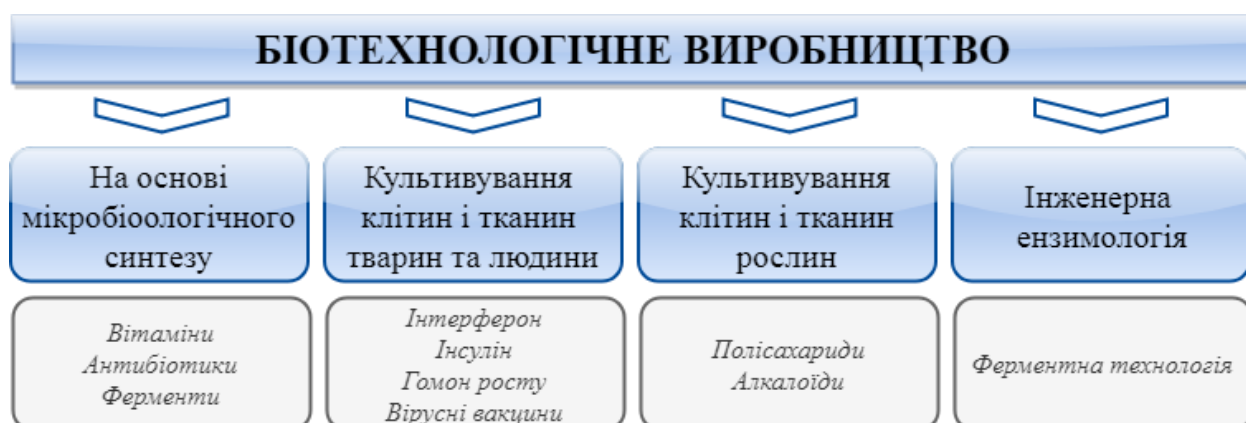 БІОТЕХНОЛОГІЧНЕ ВИРОБНИЦТВО
На основі
мікробіоологічного
синтезу
Культивування
клітин і тканин
тварин та людини
Культивування
клітин і тканин
рослин
Інженерна
ензимологія
Вітаміни
Антибіотики
Ферменти
Інтерферон
Інсулін
Гомон росту
Вірусні вакцини
Полісахариди
Алкалоїди
Ферментна технологія